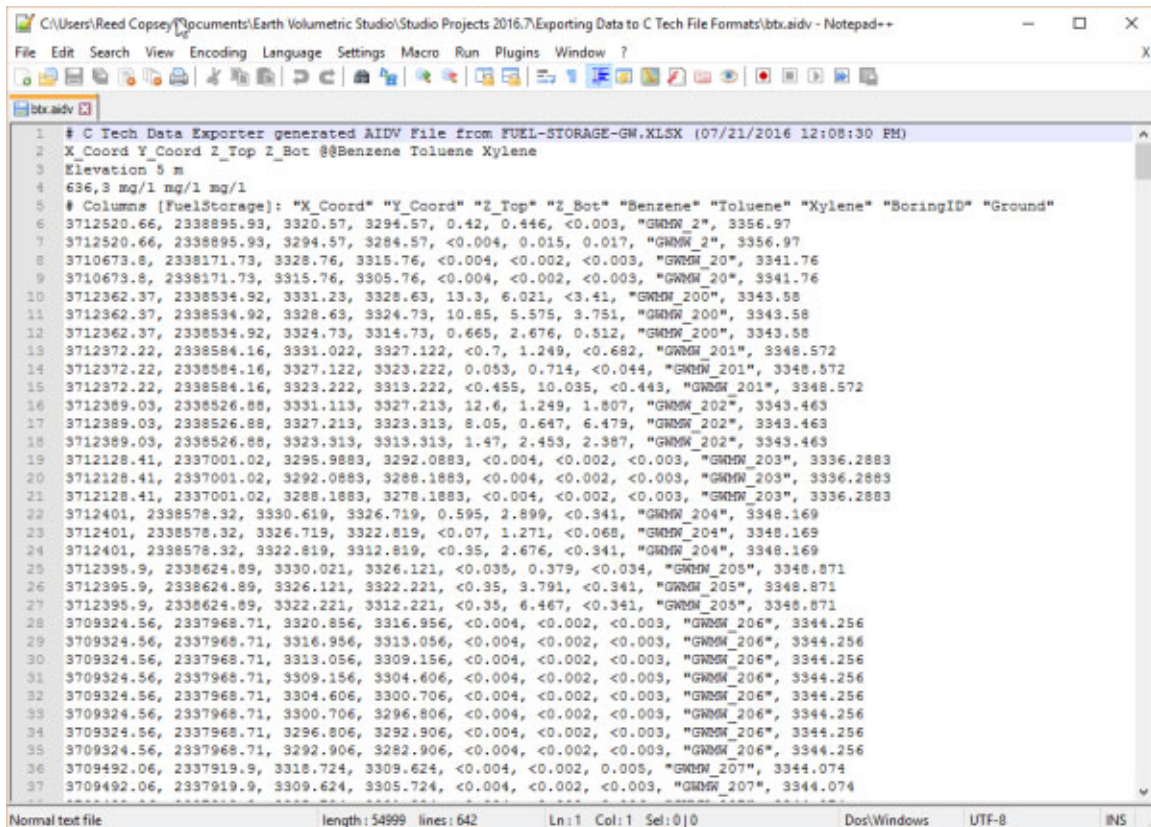 C:\Users\Reed Copsey\Documents\Earth Volumetric Studio\Studio Projects 2016.7\Exporting Data to C Tech File Formats\btx.aidv - Notepad++
File Edit Search View Encoding Language Settings Macro Run Plugins Window ? X
btx.aidv
1 # C Tech Data Exporter generated AIDV File from FUEL-STORAGE-GW.XLSX (07/21/2016 12:08:30 PM)
2 X_Coord Y_Coord Z_Top Z_Bot @@Benzene Toluene Xylene
3 Elevation 5 m
4 636,3 mg/l mg/l mg/l
5 # Columns [FuelStorage]: "X_Coord" "Y_Coord" "Z_Top" "Z_Bot" "Benzene" "Toluene" "Xylene" "BoringID" "Ground"
6 3712520.66, 2338895.93, 3320.57, 3294.57, 0.42, 0.446, <0.003, "GWMW_2", 3356.97
7 3712520.66, 2338895.93, 3294.57, 3284.57, <0.004, 0.015, 0.017, "GWMW_2", 3356.97
8 3710673.8, 2338171.73, 3328.76, 3315.76, <0.004, <0.002, <0.003, "GWMW_20", 3341.76
9 3710673.8, 2338171.73, 3315.76, 3305.76, <0.004, <0.002, <0.003, "GWMW_20", 3341.76
10 3712362.37, 2338534.92, 3331.23, 3328.63, 13.3, 6.021, <3.41, "GWMW_200", 3343.58
11 3712362.37, 2338534.92, 3328.63, 3324.73, 10.85, 5.575, 3.751, "GWMW_200", 3343.58
12 3712362.37, 2338534.92, 3324.73, 3314.73, 0.665, 2.676, 0.512, "GWMW_200", 3343.58
13 3712372.22, 2338584.16, 3331.022, 3327.122, <0.7, 1.249, <0.682, "GWMW_201", 3348.572
14 3712372.22, 2338584.16, 3327.122, 3323.222, 0.053, 0.714, <0.044, "GWMW_201", 3348.572
15 3712372.22, 2338584.16, 3323.222, 3313.222, <0.455, 10.035, <0.443, "GWMW_201", 3348.572
16 3712389.03, 2338526.88, 3331.113, 3327.213, 12.6, 1.249, 1.807, "GWMW_202", 3343.463
17 3712389.03, 2338526.88, 3327.213, 3323.313, 8.05, 0.647, 6.479, "GWMW_202", 3343.463
18 3712389.03, 2338526.88, 3323.313, 3313.313, 1.47, 2.453, 2.387, "GWMW_202", 3343.463
19 3712128.41, 2337001.02, 3295.9883, 3292.0883, <0.004, <0.002, <0.003, "GWMW_203", 3336.2883
20 3712128.41, 2337001.02, 3292.0883, 3288.1883, <0.004, <0.002, <0.003, "GWMW_203", 3336.2883
21 3712128.41, 2337001.02, 3288.1883, 3278.1883, <0.004, <0.002, <0.003, "GWMW_203", 3336.2883
22 3712401, 2338578.32, 3330.619, 3326.719, 0.595, 2.899, <0.341, "GWMW_204", 3348.169
23 3712401, 2338578.32, 3326.719, 3322.819, <0.07, 1.271, <0.068, "GWMW_204", 3348.169
24 3712401, 2338578.32, 3322.819, 3312.819, <0.35, 2.676, <0.341, "GWMW_204", 3348.169
25 3712395.9, 2338624.89, 3330.021, 3326.121, <0.035, 0.379, <0.034, "GWMW_205", 3348.871
26 3712395.9, 2338624.89, 3326.121, 3322.221, <0.35, 3.791, <0.341, "GWMW_205", 3348.871
27 3712395.9, 2338624.89, 3322.221, 3312.221, <0.35, 6.467, <0.341, "GWMW_205", 3348.871
28 3709324.56, 2337968.71, 3320.856, 3316.956, <0.004, <0.002, <0.003, "GWMW_206", 3344.256
29 3709324.56, 2337968.71, 3316.956, 3313.056, <0.004, <0.002, <0.003, "GWMW_206", 3344.256
30 3709324.56, 2337968.71, 3313.056, 3309.156, <0.004, <0.002, <0.003, "GWMW_206", 3344.256
31 3709324.56, 2337968.71, 3309.156, 3304.606, <0.004, <0.002, <0.003, "GWMW_206", 3344.256
32 3709324.56, 2337968.71, 3304.606, 3300.706, <0.004, <0.002, <0.003, "GWMW_206", 3344.256
33 3709324.56, 2337968.71, 3300.706, 3296.806, <0.004, <0.002, <0.003, "GWMW_206", 3344.256
34 3709324.56, 2337968.71, 3296.806, 3292.906, <0.004, <0.002, <0.003, "GWMW_206", 3344.256
35 3709324.56, 2337968.71, 3292.906, 3282.906, <0.004, <0.002, <0.003, "GWMW_206", 3344.256
36 3709492.06, 2337919.9, 3318.724, 3309.624, <0.004, <0.002, 0.005, "GWMW_207", 3344.074
37 3709492.06, 2337919.9, 3309.624, 3305.724, <0.004, <0.002, <0.003, "GWMW_207", 3344.074
Normal text file length : 54999 lines : 642 Ln : 1 Col : 1 Sel : 0 | 0 Dos\Windows UTF-8 INS